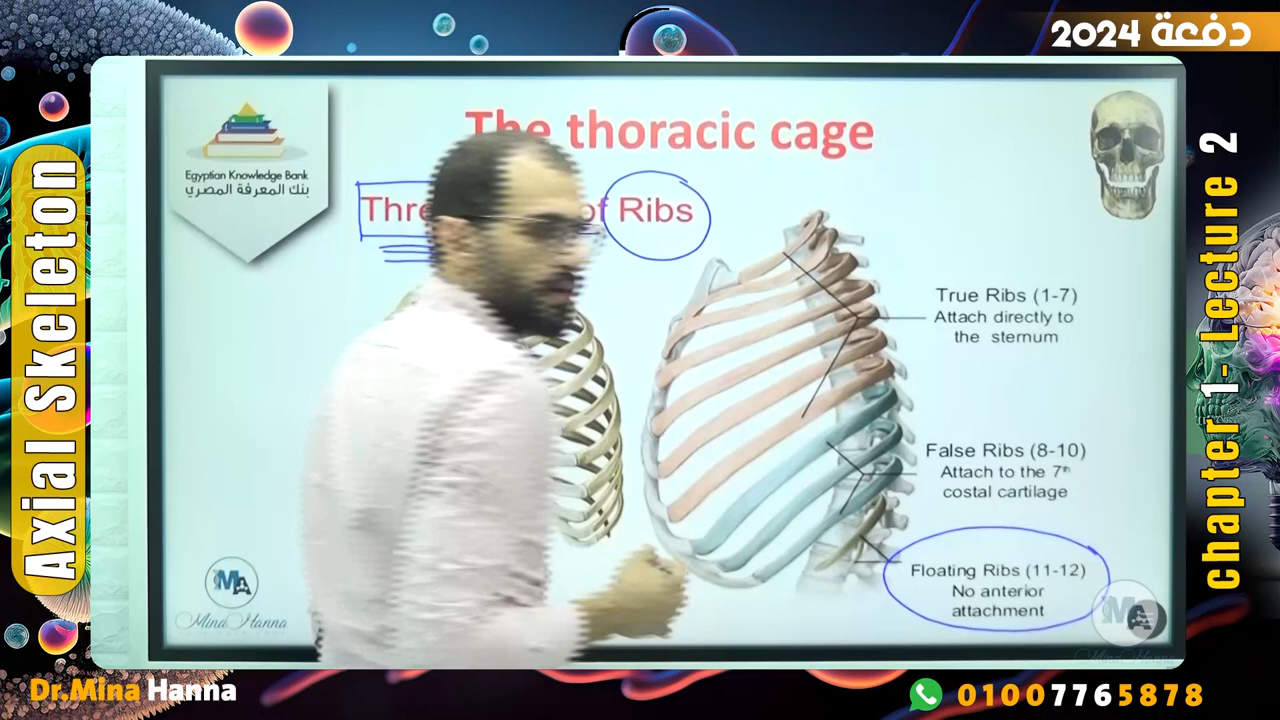 دفعة 2024
Axial Skeleton
chapter 1- Lecture 2
Egyptian Knowledge Bank
بنك المعرفة المصري
The thoracic cage
of Ribs
True Ribs (1-7)
Attach directly to
the sternum
False Ribs (8-10)
Attach to the 7th
costal cartilage
Floating Ribs (11-12)
No anterior
attachment
MA
Mina Hanna
MA
Dr.Mina Hanna
01007765878